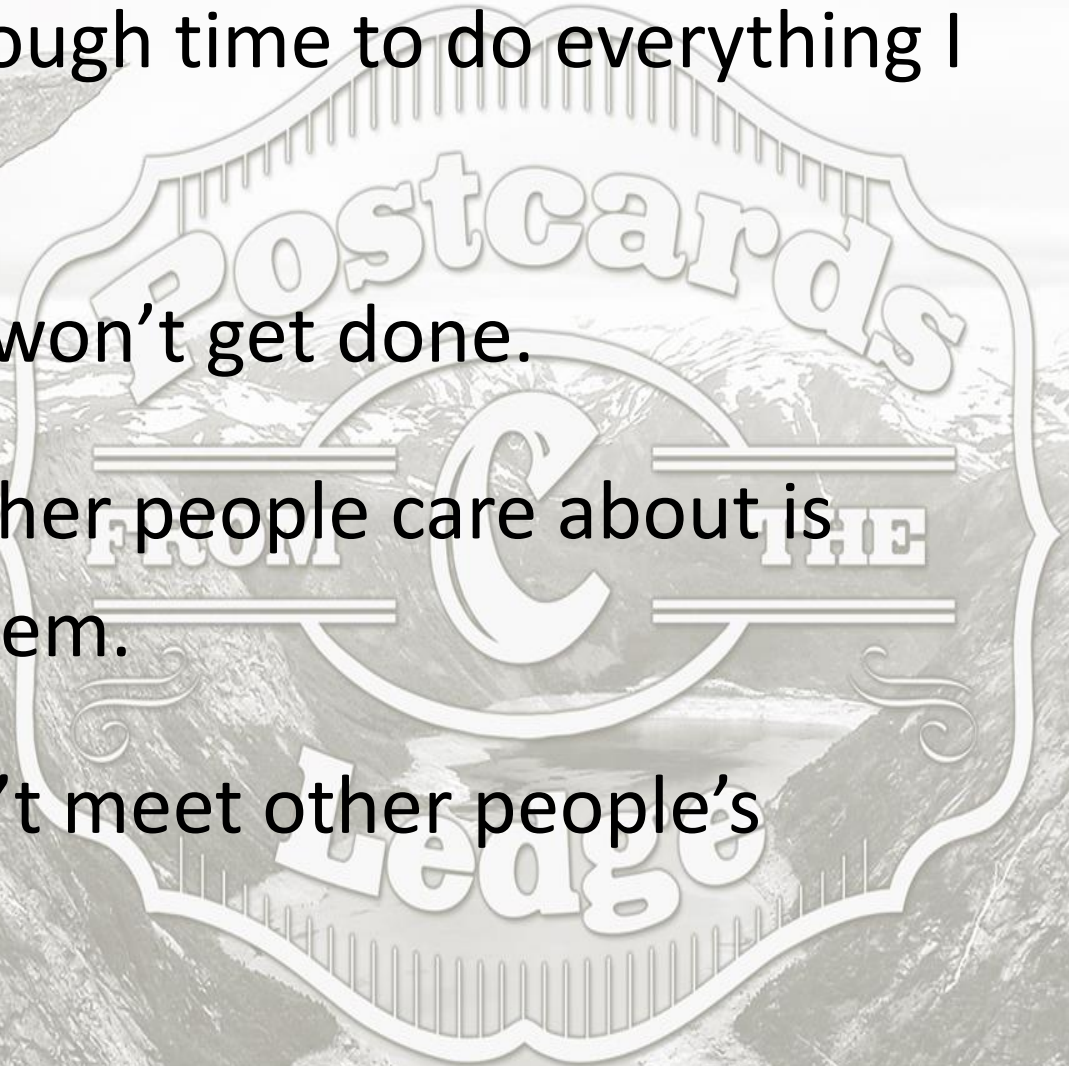 ough time to do everything I
Postcards
won’t get done.
her people care about is
FROM C THE
em.
’t meet other people’s
Ledge